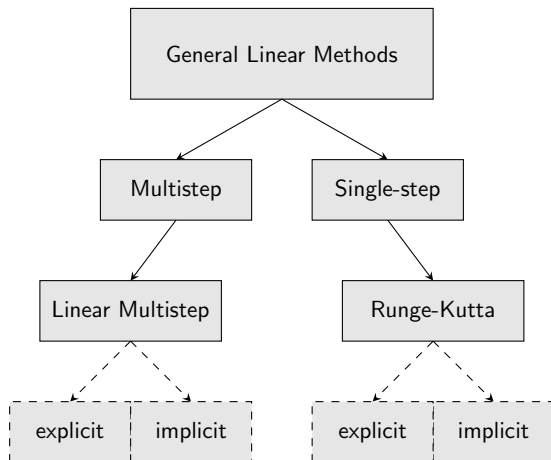 General Linear Methods
Multistep
Single-step
Linear Multistep
Runge-Kutta
explicit
implicit
explicit
implicit